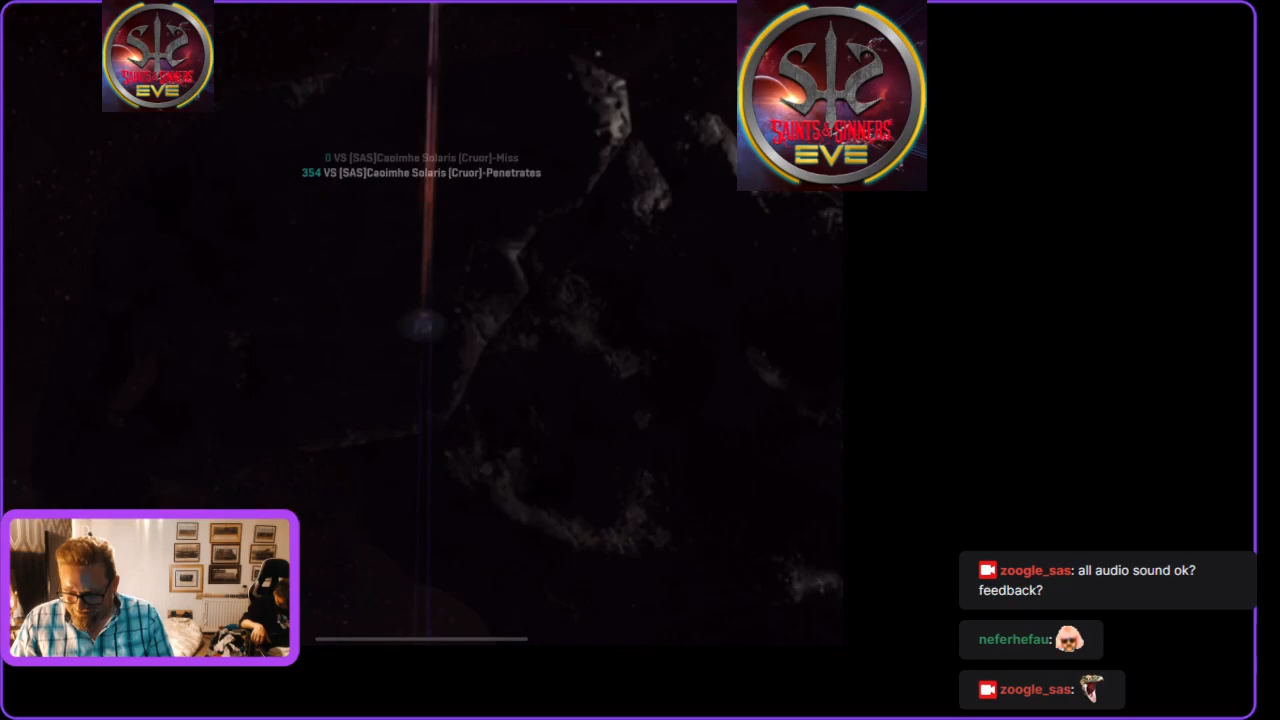 SAINTS & SINNERS
EVE
SAINTS & SINNERS
EVE
0 VS [SAS]Caoimhe Solaris (Cruor)-Miss
354 VS [SAS]Caoimhe Solaris (Cruor)-Penetrates
zoogle_sas: all audio sound ok?
feedback?
neferhefau:
zoogle_sas: